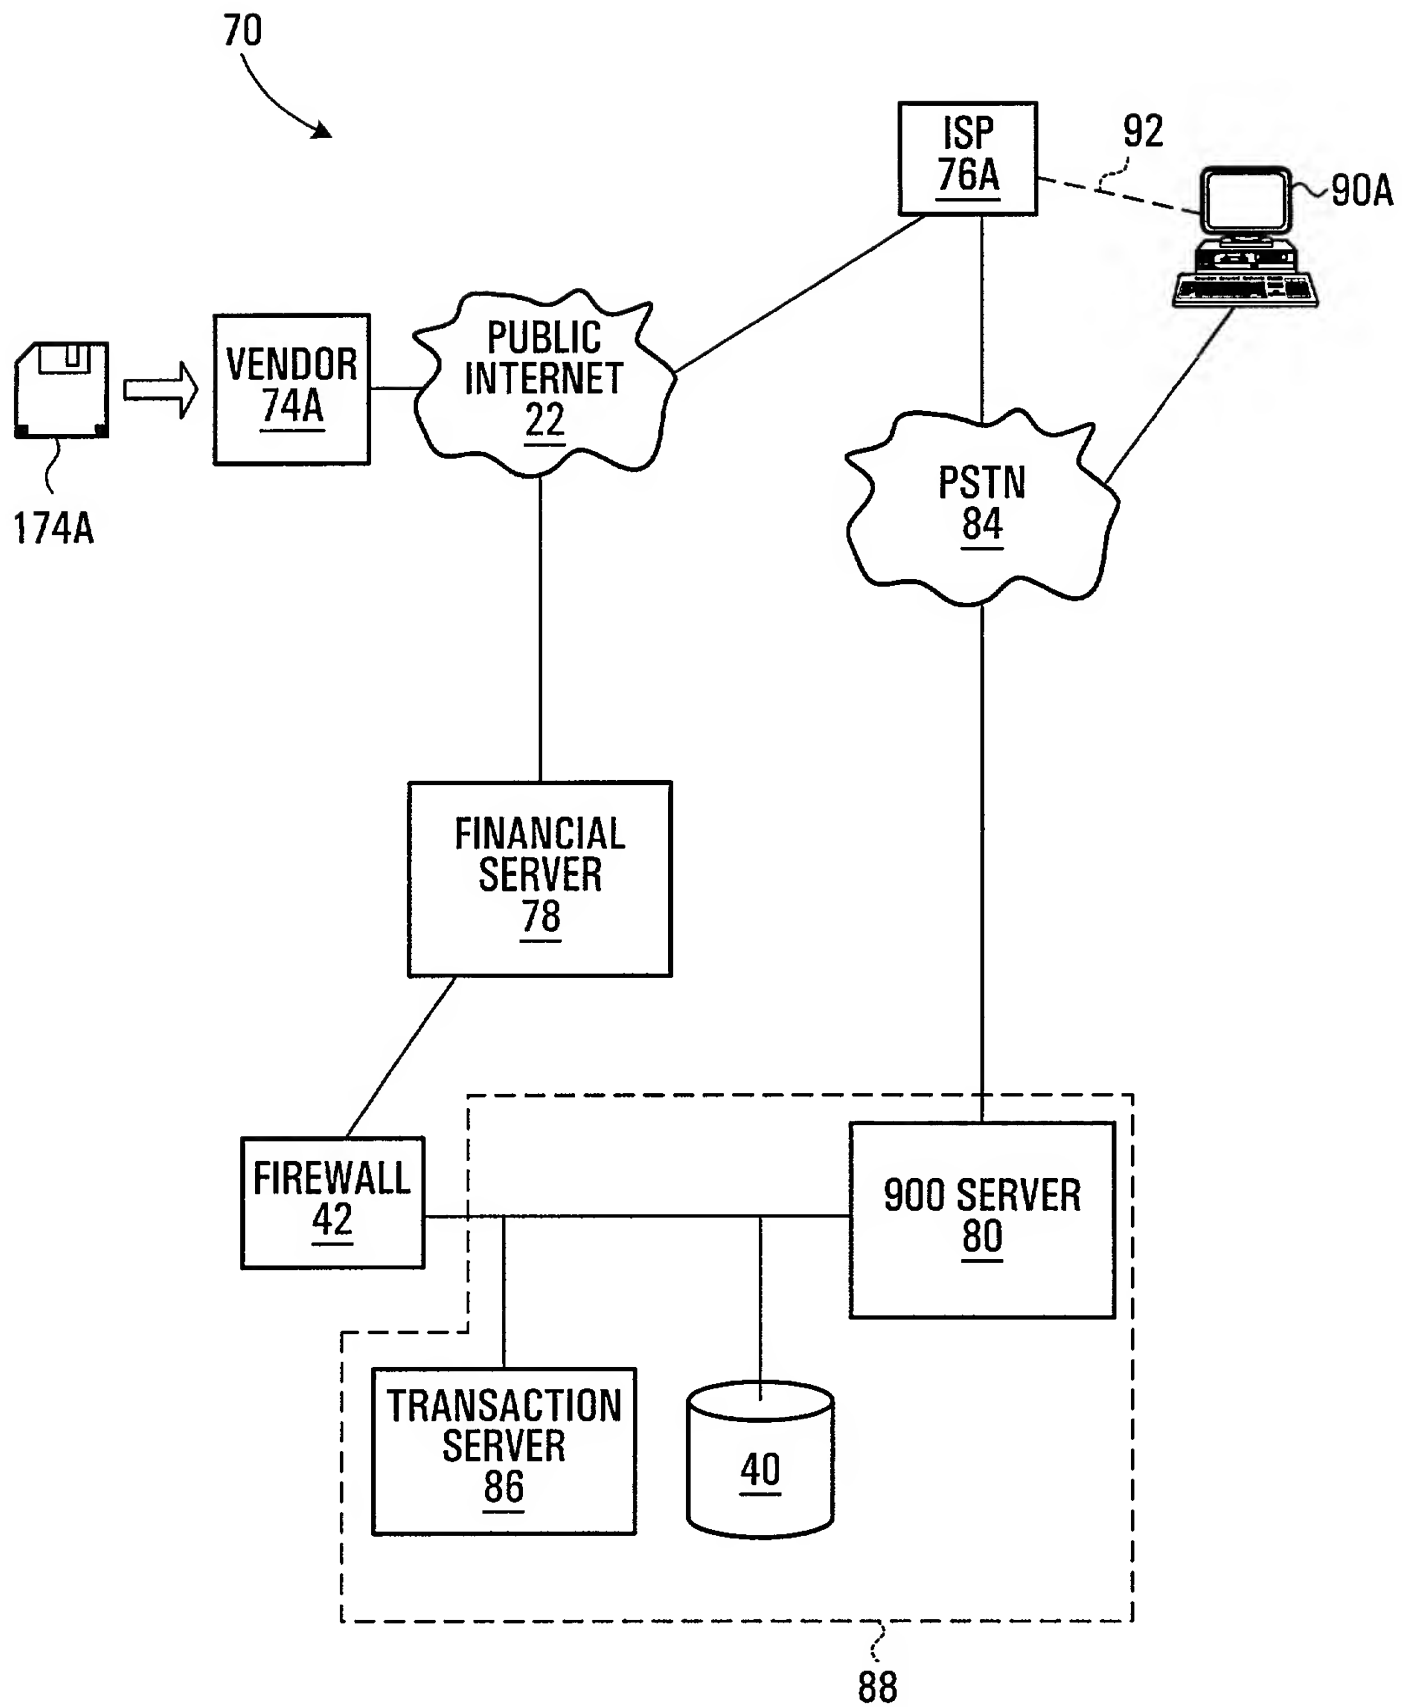 70
ISP
76A
92
90A
VENDOR
74A
PUBLIC
INTERNET
22
174A
PSTN
84
FINANCIAL
SERVER
78
FIREWALL
42
900 SERVER
80
TRANSACTION
SERVER
86
40
88